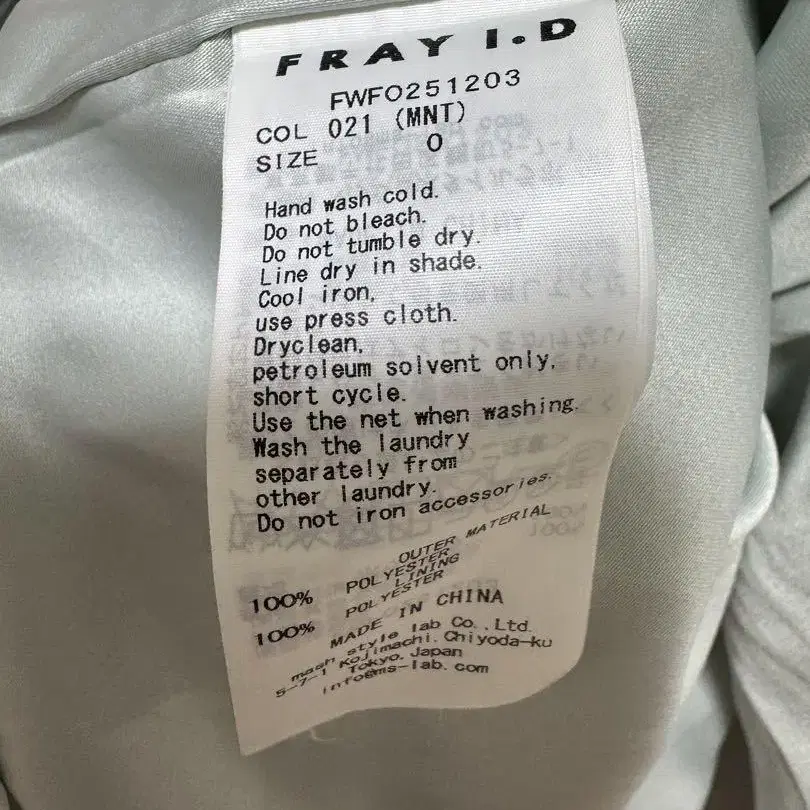 FRAY I.D
FWFO251203
COL 021 (MNT)
SIZE 0
Hand wash cold.
Do not bleach.
Do not tumble dry.
Line dry in shade.
Cool iron,
use press cloth.
Dryclean,
petroleum solvent only,
short cycle.
Use the net when washing.
Wash the laundry
separately from
other laundry.
Do not iron accessories.
OUTER MATERIAL
100% POLYESTER
LINING
100% POLYESTER
MADE IN CHINA
mash style lab Co., Ltd.
5-7-1 Kojimachi, Chiyoda-ku
Tokyo, Japan
info@ms-lab.com